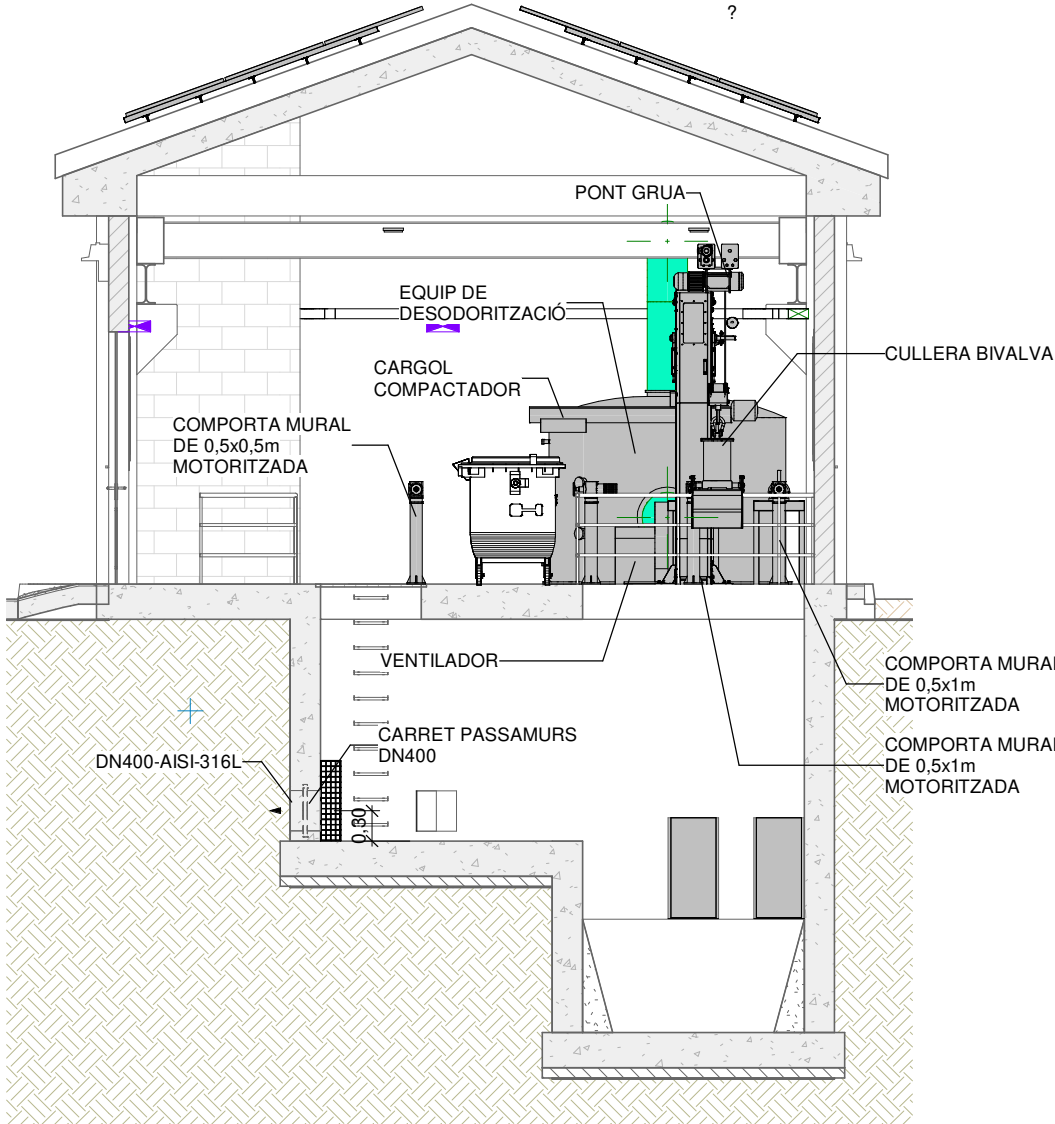 ?
PONT GRUA
EQUIP DE
DESODORITZACIÓ
CULLERA BIVALVA
CARGOL
COMPACTADOR
COMPORTA MURAL
DE 0,5x0,5m
MOTORITZADA
VENTILADOR
COMPORTA MURAL
DE 0,5x1m
MOTORITZADA
CARRET PASSAMURS
DN400
DN400-AISI-316L
COMPORTA MURAL
DE 0,5x1m
MOTORITZADA
0,30